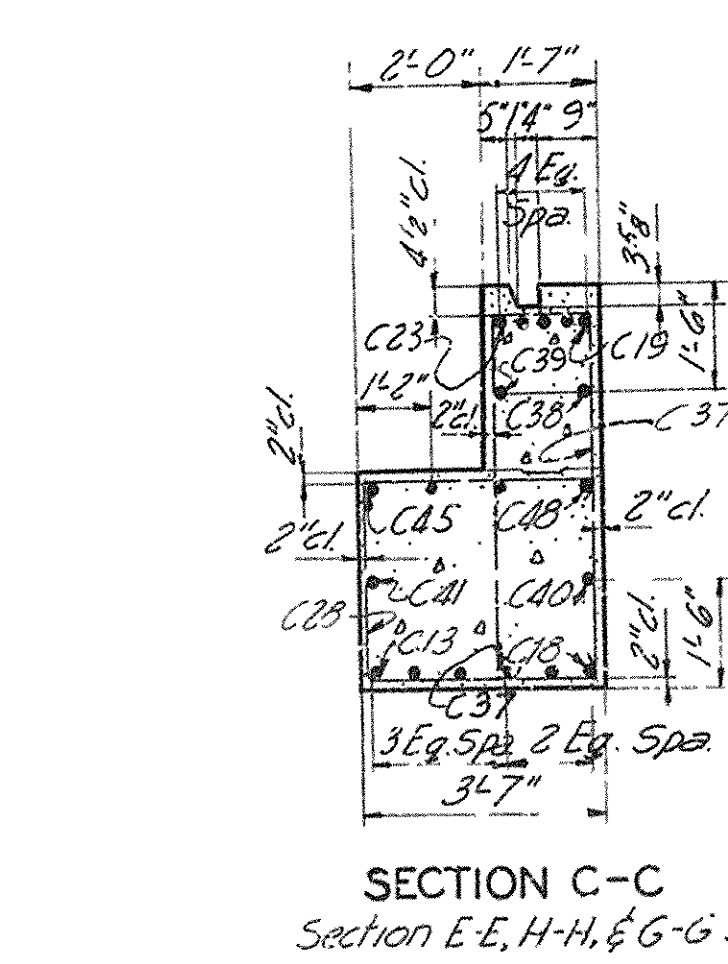 2'-0" 1'-7"
5" 1" 4" 9"
4 Eq.
Spa.
4½" cl.
3⅝"
1'-6"
C23 C39 C19
1'-2"
2" cl. C38 C37
2" cl.
C45 C48 2" cl.
2" cl.
C41 C40
C28
C13 C18 2" cl. 1'-6"
C37
3 Eq. Spa. 2 Eq. Spa.
3'-7"
SECTION C-C
Section E-E, H-H, & G-G